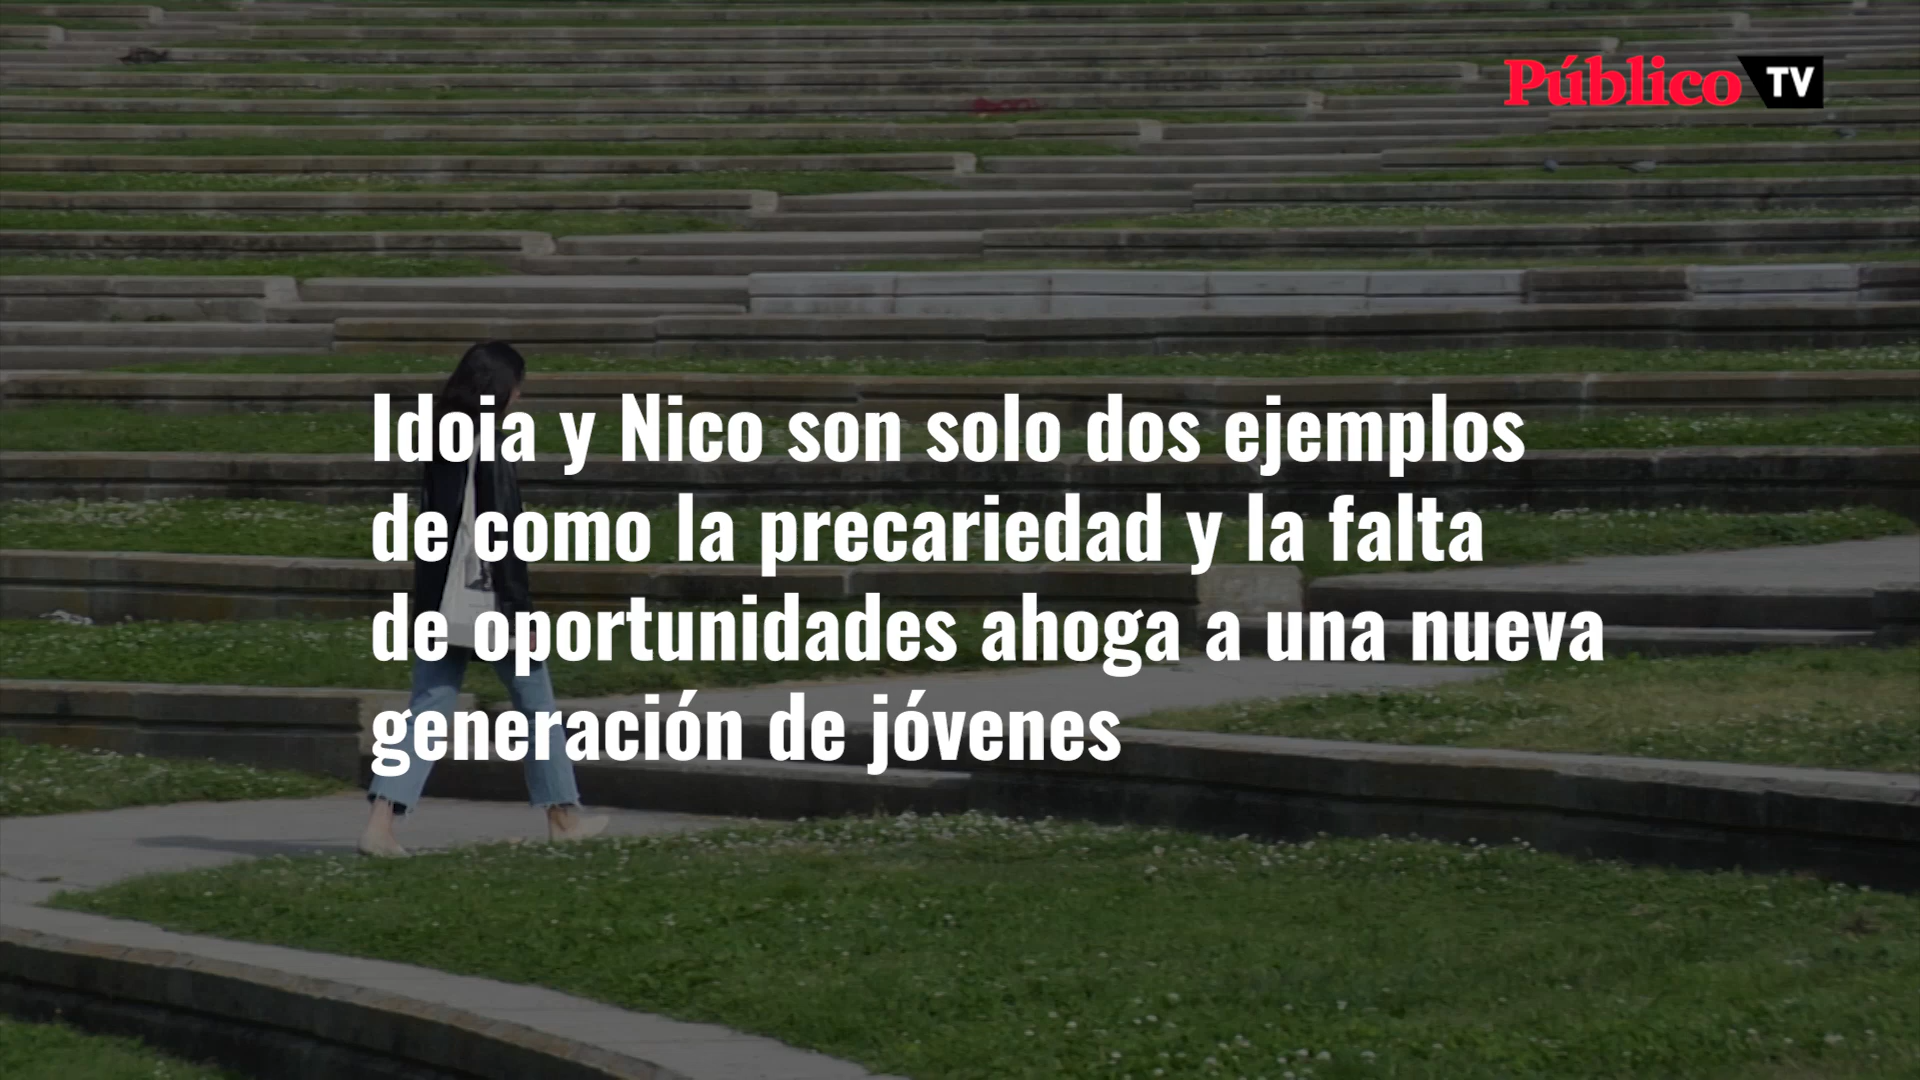 Público TV
Idoia y Nico son solo dos ejemplos
de como la precariedad y la falta
de oportunidades ahoga a una nueva
generación de jóvenes